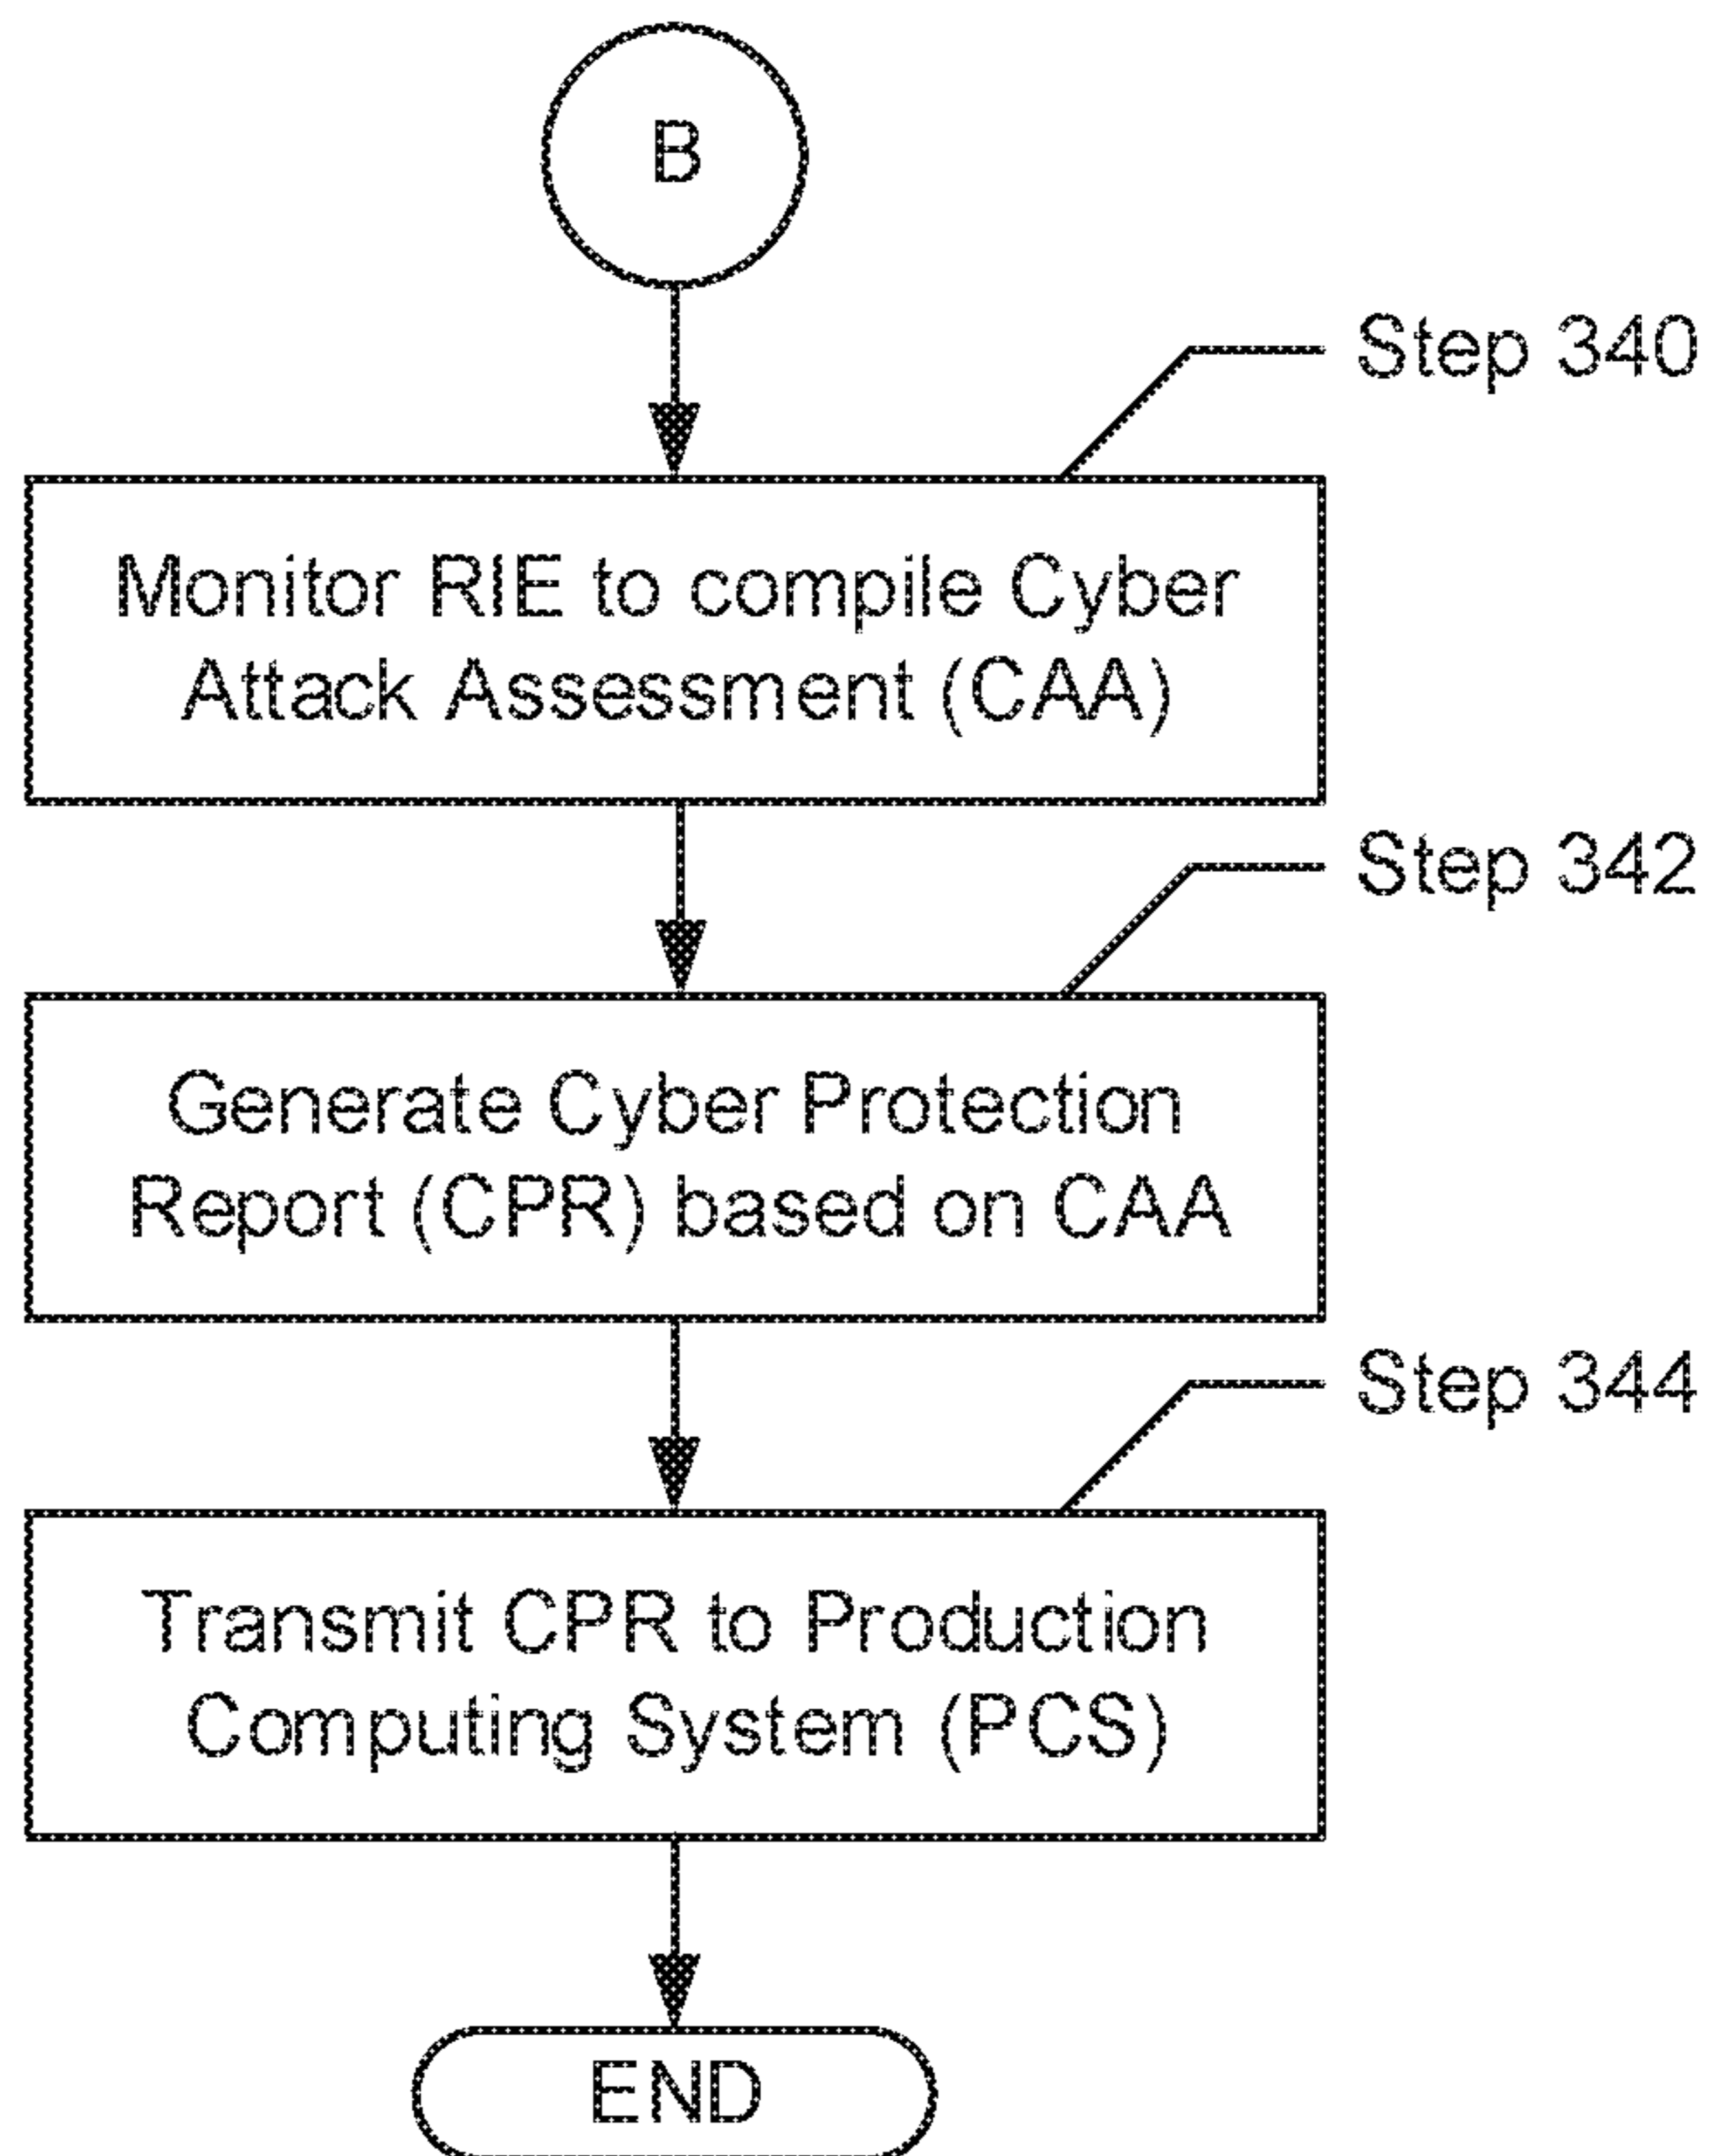 B
Step 340
Monitor RIE to compile Cyber
Attack Assessment (CAA)
Step 342
Generate Cyber Protection
Report (CPR) based on CAA
Step 344
Transmit CPR to Production
Computing System (PCS)
END